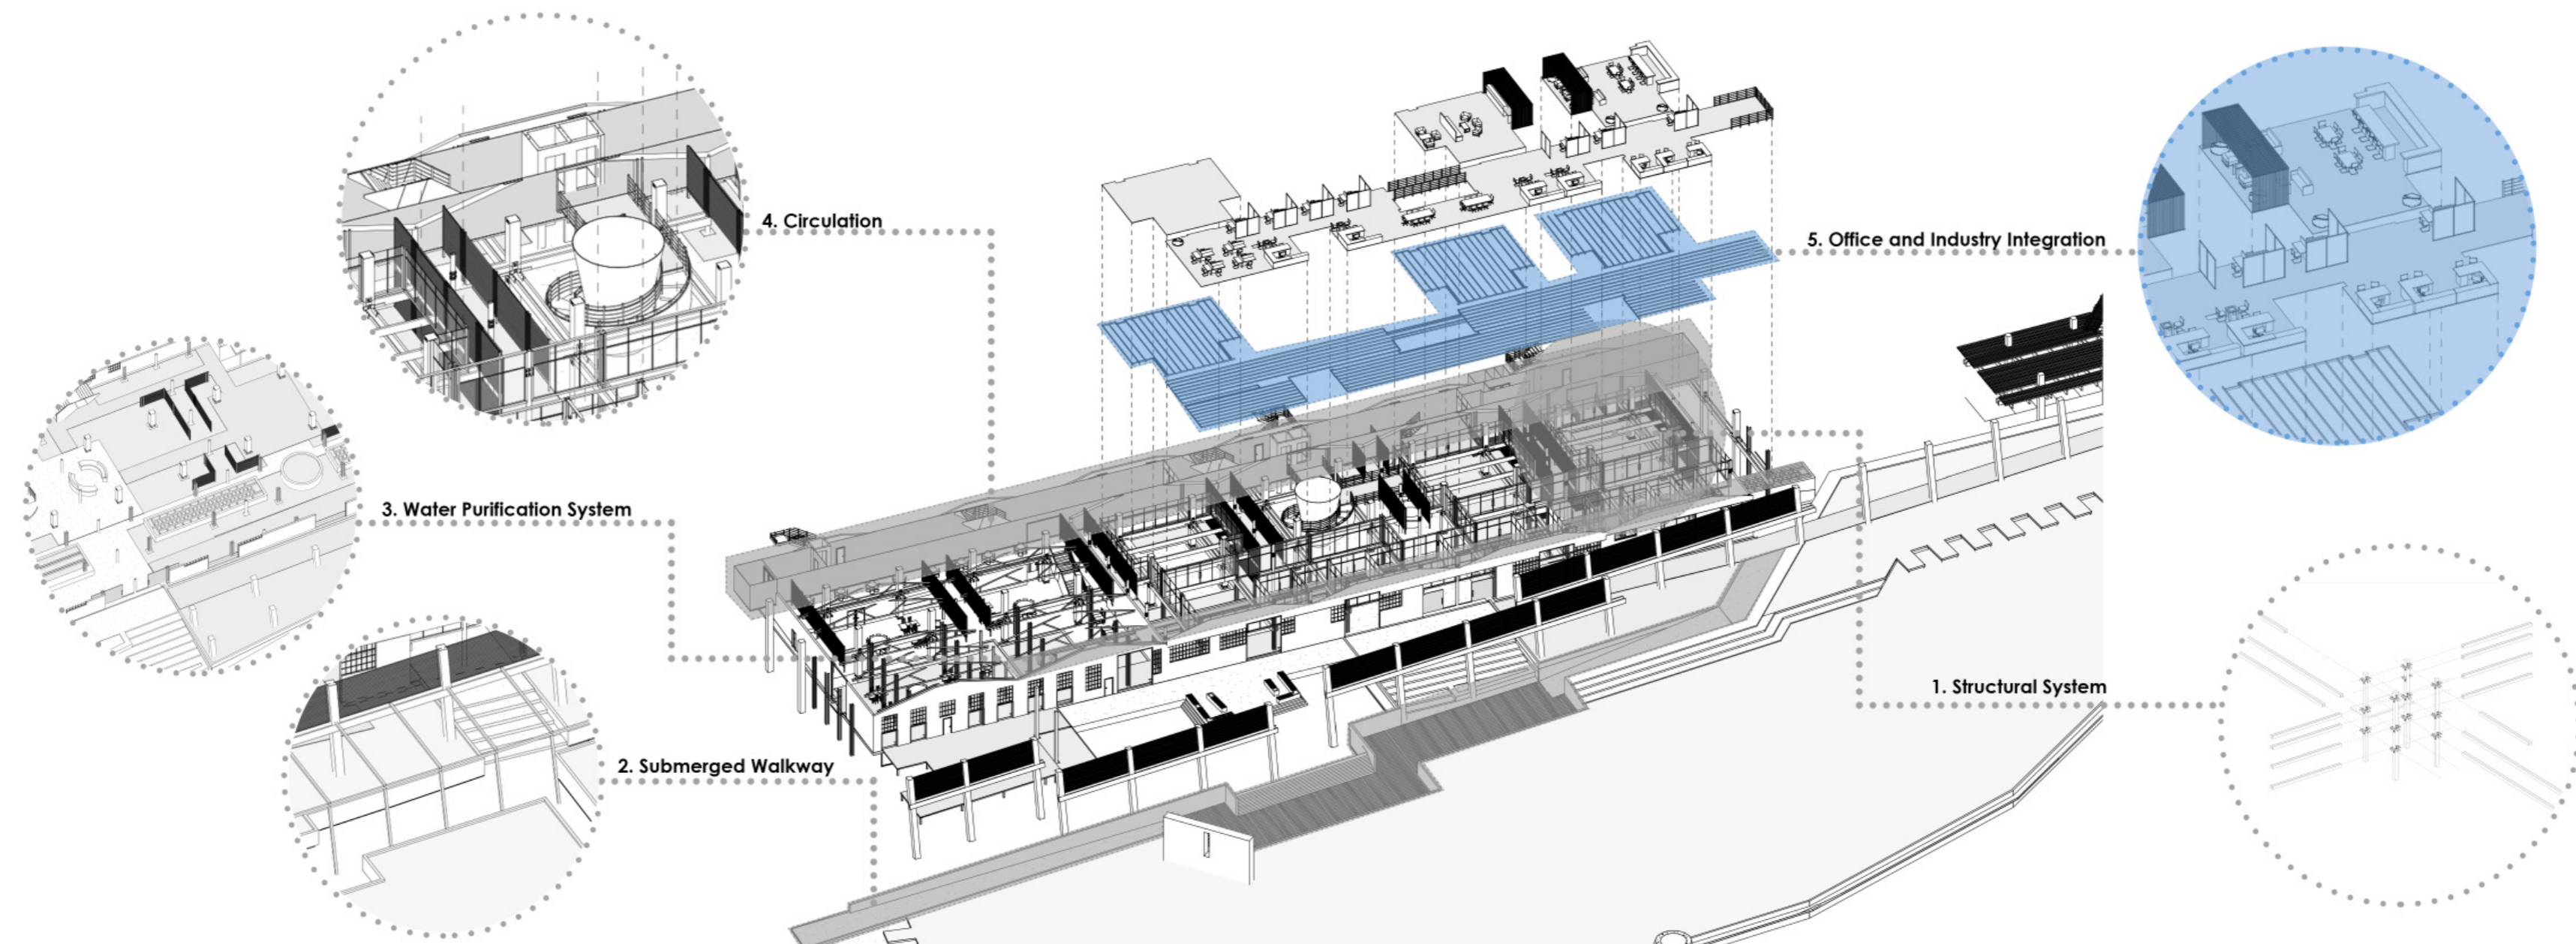 4. Circulation
5. Office and Industry Integration
3. Water Purification System
1. Structural System
2. Submerged Walkway